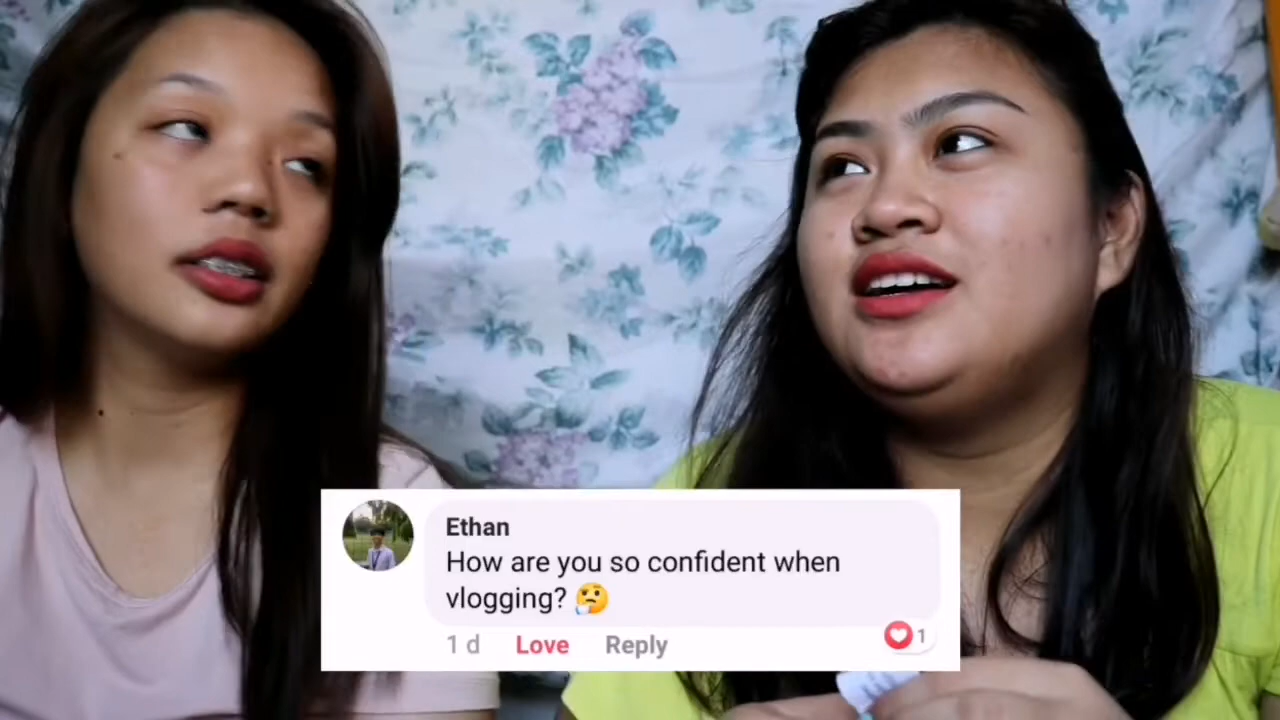 Ethan
How are you so confident when
vlogging? 🤔
1 d Love Reply 1